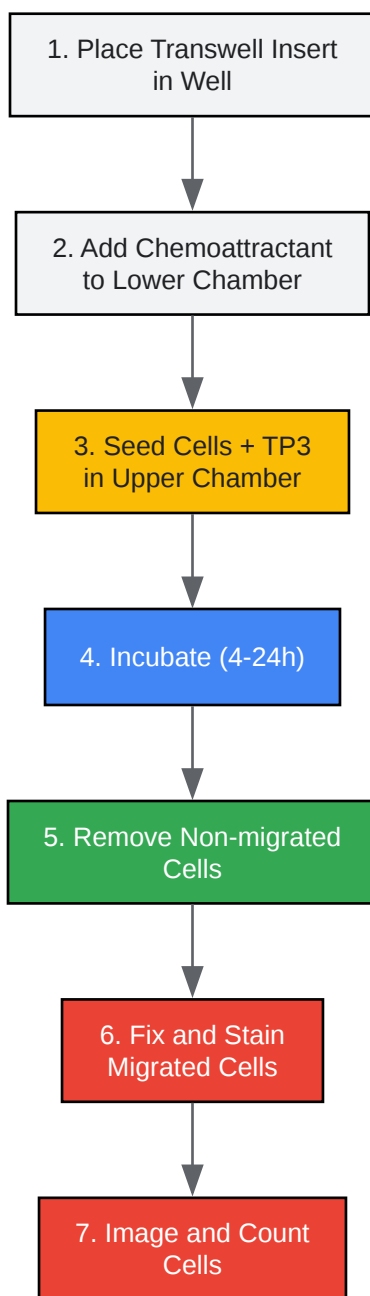 1. Place Transwell Insert
in Well
2. Add Chemoattractant
to Lower Chamber
3. Seed Cells + TP3
in Upper Chamber
4. Incubate (4-24h)
5. Remove Non-migrated
Cells
6. Fix and Stain
Migrated Cells
7. Image and Count
Cells